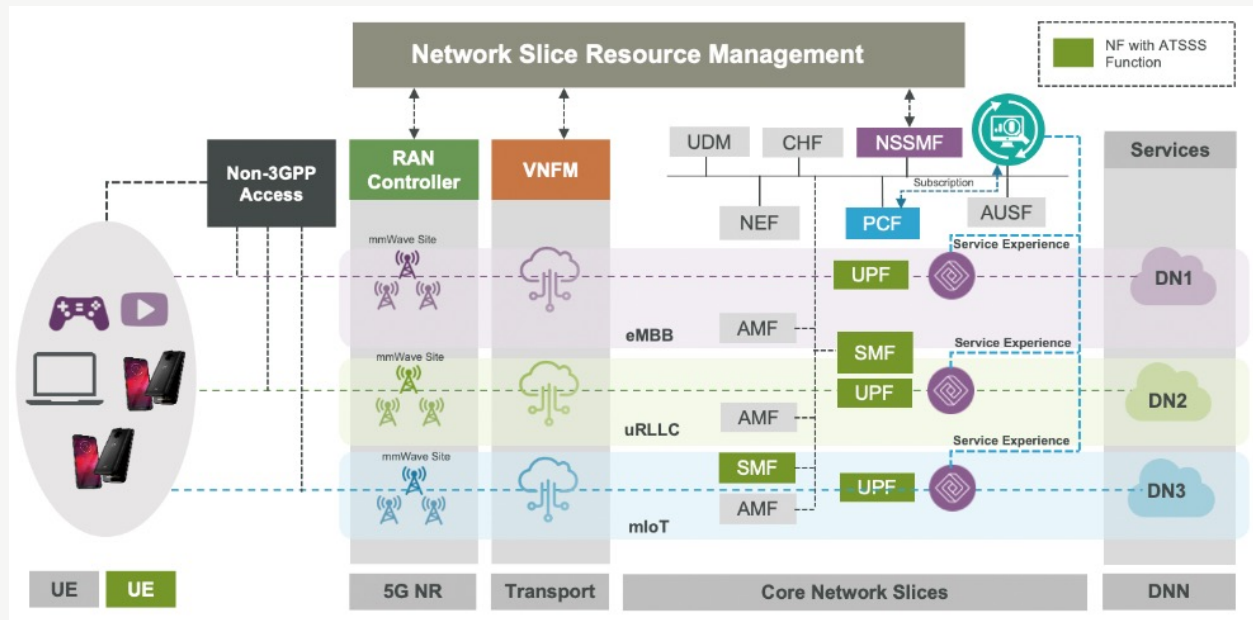 Network Slice Resource Management
NF with ATSSS
Function
Non-3GPP
Access
RAN
Controller
VNFM
UDM
CHF
NSSMF
Services
Subscription
NEF
PCF
AUSF
mmWave Site
Service Experience
UPF
DN1
AMF
eMBB
mmWave Site
SMF
Service Experience
UPF
DN2
AMF
uRLLC
mmWave Site
SMF
Service Experience
UPF
DN3
AMF
mIoT
UE
UE
5G NR
Transport
Core Network Slices
DNN